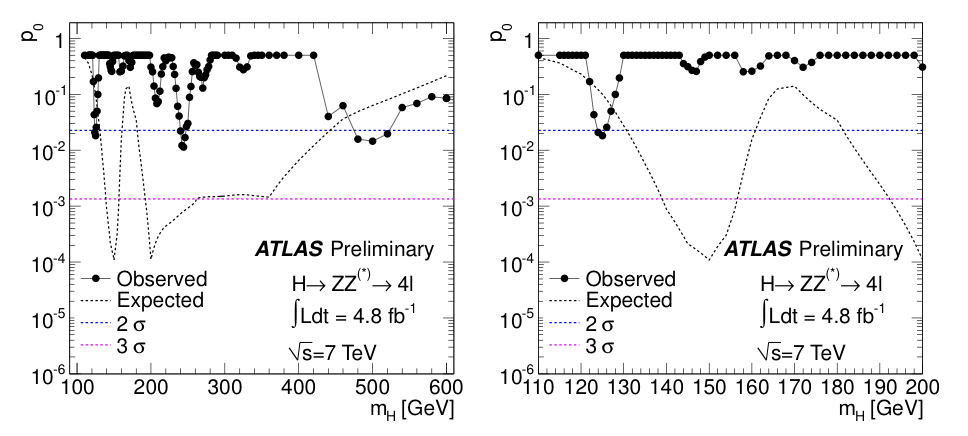 p₀
1
10⁻¹
10⁻²
10⁻³
10⁻⁴
10⁻⁵
10⁻⁶
ATLAS Preliminary
Observed
Expected
2 σ
3 σ
H→ ZZ⁽*⁾→ 4l
∫Ldt = 4.8 fb⁻¹
√s=7 TeV
100 200 300 400 500 600
m_H [GeV]
p₀
1
10⁻¹
10⁻²
10⁻³
10⁻⁴
10⁻⁵
10⁻⁶
ATLAS Preliminary
Observed
Expected
2 σ
3 σ
H→ ZZ⁽*⁾→ 4l
∫Ldt = 4.8 fb⁻¹
√s=7 TeV
110 120 130 140 150 160 170 180 190 200
m_H [GeV]